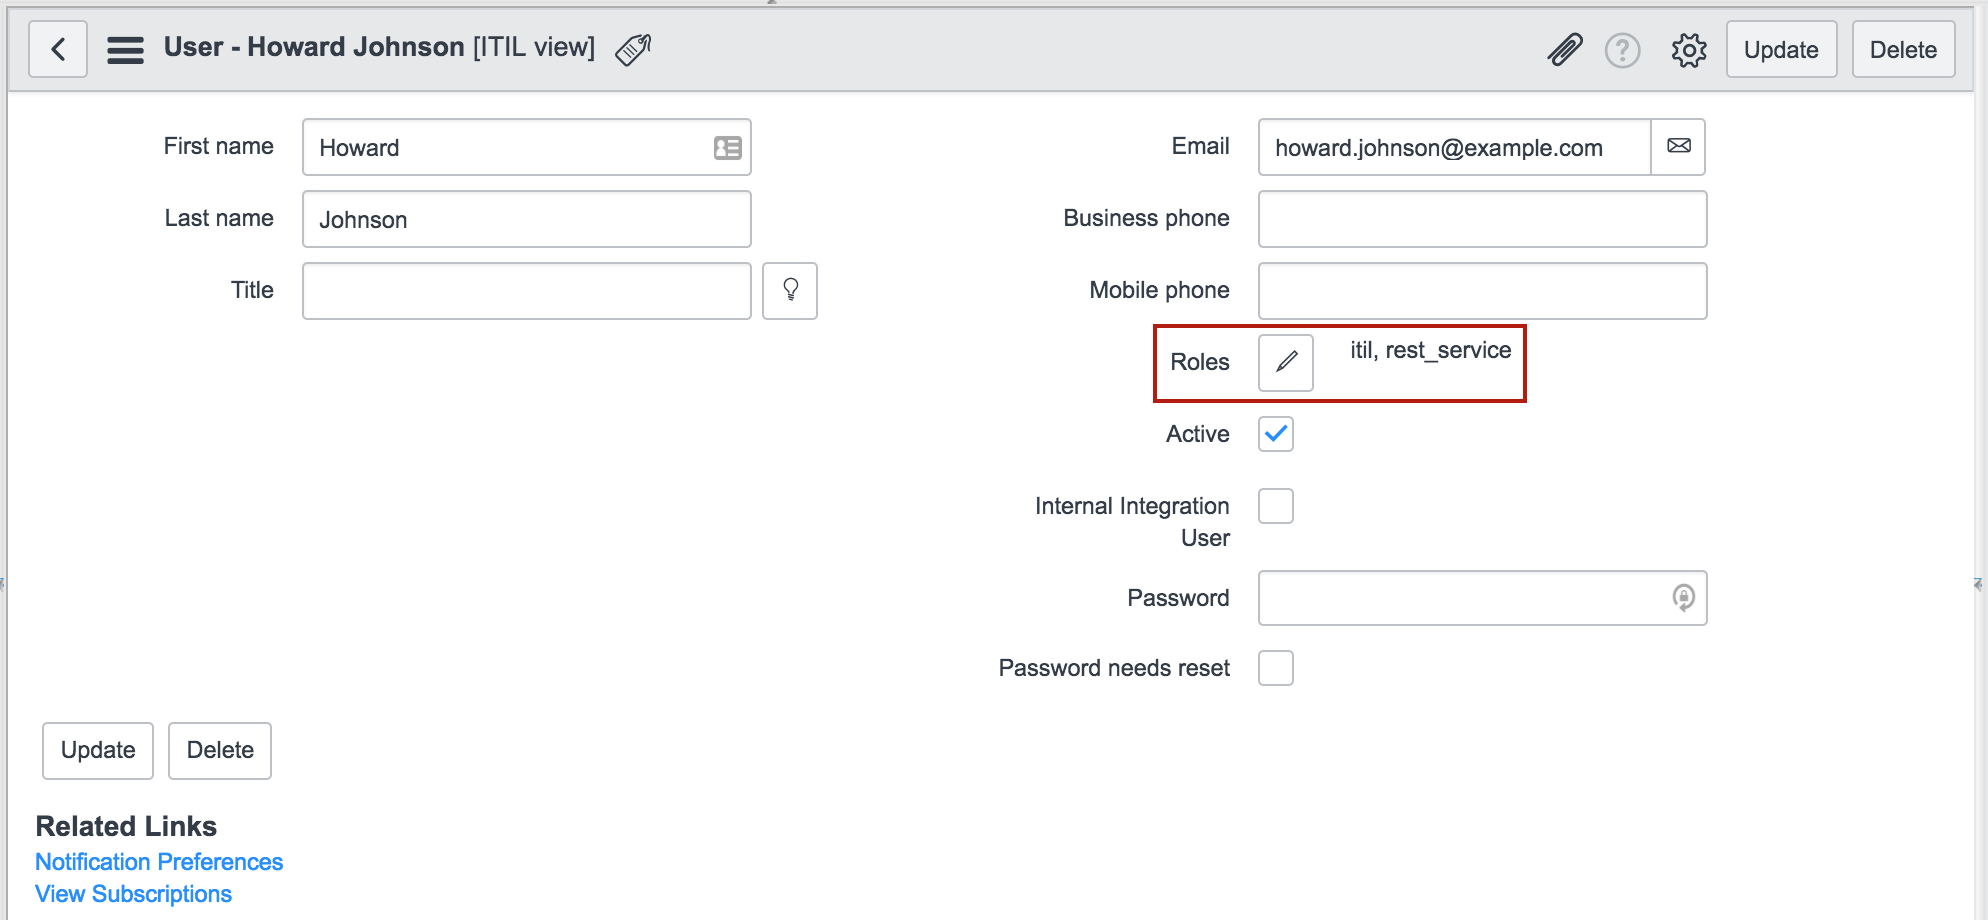 User - Howard Johnson [ITIL view]
?
Update
Delete
First name
Howard
Last name
Johnson
Title
Email
howard.johnson@example.com
Business phone
Mobile phone
Roles
itil, rest_service
Active
Internal Integration
User
Password
Password needs reset
Update
Delete
Related Links
Notification Preferences
View Subscriptions